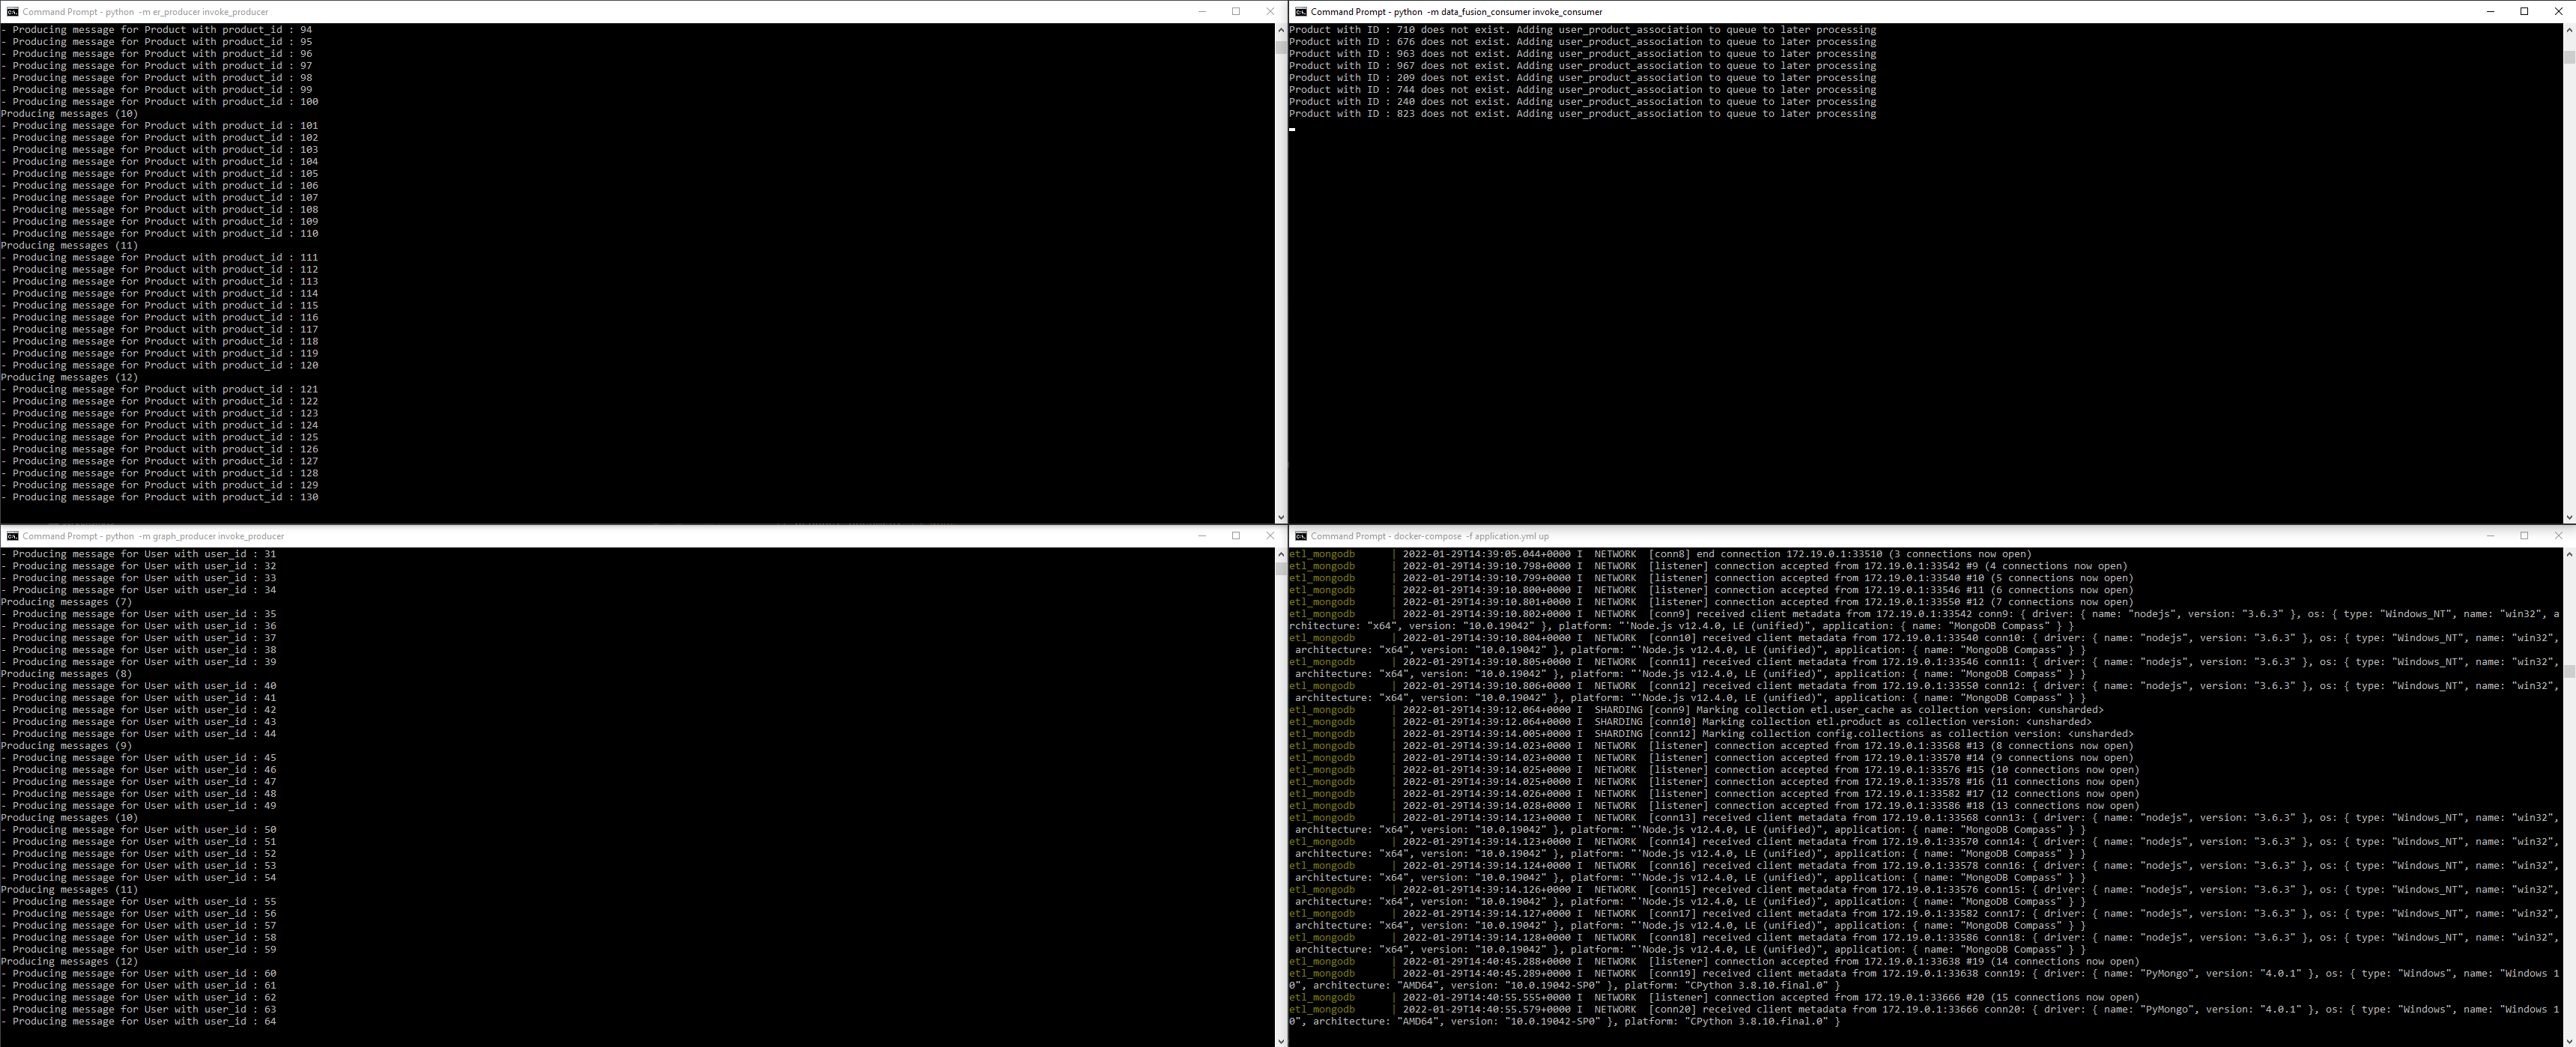 Command Prompt - python  -m er_producer invoke_producer
- Producing message for Product with product_id : 94
- Producing message for Product with product_id : 95
- Producing message for Product with product_id : 96
- Producing message for Product with product_id : 97
- Producing message for Product with product_id : 98
- Producing message for Product with product_id : 99
- Producing message for Product with product_id : 100
Producing messages (10)
- Producing message for Product with product_id : 101
- Producing message for Product with product_id : 102
- Producing message for Product with product_id : 103
- Producing message for Product with product_id : 104
- Producing message for Product with product_id : 105
- Producing message for Product with product_id : 106
- Producing message for Product with product_id : 107
- Producing message for Product with product_id : 108
- Producing message for Product with product_id : 109
- Producing message for Product with product_id : 110
Producing messages (11)
- Producing message for Product with product_id : 111
- Producing message for Product with product_id : 112
- Producing message for Product with product_id : 113
- Producing message for Product with product_id : 114
- Producing message for Product with product_id : 115
- Producing message for Product with product_id : 116
- Producing message for Product with product_id : 117
- Producing message for Product with product_id : 118
- Producing message for Product with product_id : 119
- Producing message for Product with product_id : 120
Producing messages (12)
- Producing message for Product with product_id : 121
- Producing message for Product with product_id : 122
- Producing message for Product with product_id : 123
- Producing message for Product with product_id : 124
- Producing message for Product with product_id : 125
- Producing message for Product with product_id : 126
- Producing message for Product with product_id : 127
- Producing message for Product with product_id : 128
- Producing message for Product with product_id : 129
- Producing message for Product with product_id : 130
Command Prompt - python  -m data_fusion_consumer invoke_consumer
Product with ID : 710 does not exist. Adding user_product_association to queue to later processing
Product with ID : 676 does not exist. Adding user_product_association to queue to later processing
Product with ID : 963 does not exist. Adding user_product_association to queue to later processing
Product with ID : 967 does not exist. Adding user_product_association to queue to later processing
Product with ID : 209 does not exist. Adding user_product_association to queue to later processing
Product with ID : 744 does not exist. Adding user_product_association to queue to later processing
Product with ID : 240 does not exist. Adding user_product_association to queue to later processing
Product with ID : 823 does not exist. Adding user_product_association to queue to later processing
Command Prompt - python  -m graph_producer invoke_producer
- Producing message for User with user_id : 31
- Producing message for User with user_id : 32
- Producing message for User with user_id : 33
- Producing message for User with user_id : 34
Producing messages (7)
- Producing message for User with user_id : 35
- Producing message for User with user_id : 36
- Producing message for User with user_id : 37
- Producing message for User with user_id : 38
- Producing message for User with user_id : 39
Producing messages (8)
- Producing message for User with user_id : 40
- Producing message for User with user_id : 41
- Producing message for User with user_id : 42
- Producing message for User with user_id : 43
- Producing message for User with user_id : 44
Producing messages (9)
- Producing message for User with user_id : 45
- Producing message for User with user_id : 46
- Producing message for User with user_id : 47
- Producing message for User with user_id : 48
- Producing message for User with user_id : 49
Producing messages (10)
- Producing message for User with user_id : 50
- Producing message for User with user_id : 51
- Producing message for User with user_id : 52
- Producing message for User with user_id : 53
- Producing message for User with user_id : 54
Producing messages (11)
- Producing message for User with user_id : 55
- Producing message for User with user_id : 56
- Producing message for User with user_id : 57
- Producing message for User with user_id : 58
- Producing message for User with user_id : 59
Producing messages (12)
- Producing message for User with user_id : 60
- Producing message for User with user_id : 61
- Producing message for User with user_id : 62
- Producing message for User with user_id : 63
- Producing message for User with user_id : 64
Command Prompt - docker-compose  -f application.yml up
etl_mongodb      | 2022-01-29T14:39:05.044+0000 I  NETWORK  [conn8] end connection 172.19.0.1:33510 (3 connections now open)
etl_mongodb      | 2022-01-29T14:39:10.798+0000 I  NETWORK  [listener] connection accepted from 172.19.0.1:33542 #9 (4 connections now open)
etl_mongodb      | 2022-01-29T14:39:10.799+0000 I  NETWORK  [listener] connection accepted from 172.19.0.1:33540 #10 (5 connections now open)
etl_mongodb      | 2022-01-29T14:39:10.800+0000 I  NETWORK  [listener] connection accepted from 172.19.0.1:33546 #11 (6 connections now open)
etl_mongodb      | 2022-01-29T14:39:10.801+0000 I  NETWORK  [listener] connection accepted from 172.19.0.1:33550 #12 (7 connections now open)
etl_mongodb      | 2022-01-29T14:39:10.802+0000 I  NETWORK  [conn9] received client metadata from 172.19.0.1:33542 conn9: { driver: { name: "nodejs", version: "3.6.3" }, os: { type: "Windows_NT", name: "win32", a
rchitecture: "x64", version: "10.0.19042" }, platform: "'Node.js v12.4.0, LE (unified)", application: { name: "MongoDB Compass" } }
etl_mongodb      | 2022-01-29T14:39:10.804+0000 I  NETWORK  [conn10] received client metadata from 172.19.0.1:33540 conn10: { driver: { name: "nodejs", version: "3.6.3" }, os: { type: "Windows_NT", name: "win32",
 architecture: "x64", version: "10.0.19042" }, platform: "'Node.js v12.4.0, LE (unified)", application: { name: "MongoDB Compass" } }
etl_mongodb      | 2022-01-29T14:39:10.805+0000 I  NETWORK  [conn11] received client metadata from 172.19.0.1:33546 conn11: { driver: { name: "nodejs", version: "3.6.3" }, os: { type: "Windows_NT", name: "win32",
 architecture: "x64", version: "10.0.19042" }, platform: "'Node.js v12.4.0, LE (unified)", application: { name: "MongoDB Compass" } }
etl_mongodb      | 2022-01-29T14:39:10.806+0000 I  NETWORK  [conn12] received client metadata from 172.19.0.1:33550 conn12: { driver: { name: "nodejs", version: "3.6.3" }, os: { type: "Windows_NT", name: "win32",
 architecture: "x64", version: "10.0.19042" }, platform: "'Node.js v12.4.0, LE (unified)", application: { name: "MongoDB Compass" } }
etl_mongodb      | 2022-01-29T14:39:12.064+0000 I  SHARDING [conn9] Marking collection etl.user_cache as collection version: <unsharded>
etl_mongodb      | 2022-01-29T14:39:12.064+0000 I  SHARDING [conn10] Marking collection etl.product as collection version: <unsharded>
etl_mongodb      | 2022-01-29T14:39:14.005+0000 I  SHARDING [conn12] Marking collection config.collections as collection version: <unsharded>
etl_mongodb      | 2022-01-29T14:39:14.023+0000 I  NETWORK  [listener] connection accepted from 172.19.0.1:33568 #13 (8 connections now open)
etl_mongodb      | 2022-01-29T14:39:14.023+0000 I  NETWORK  [listener] connection accepted from 172.19.0.1:33570 #14 (9 connections now open)
etl_mongodb      | 2022-01-29T14:39:14.025+0000 I  NETWORK  [listener] connection accepted from 172.19.0.1:33576 #15 (10 connections now open)
etl_mongodb      | 2022-01-29T14:39:14.025+0000 I  NETWORK  [listener] connection accepted from 172.19.0.1:33578 #16 (11 connections now open)
etl_mongodb      | 2022-01-29T14:39:14.026+0000 I  NETWORK  [listener] connection accepted from 172.19.0.1:33582 #17 (12 connections now open)
etl_mongodb      | 2022-01-29T14:39:14.028+0000 I  NETWORK  [listener] connection accepted from 172.19.0.1:33586 #18 (13 connections now open)
etl_mongodb      | 2022-01-29T14:39:14.123+0000 I  NETWORK  [conn13] received client metadata from 172.19.0.1:33568 conn13: { driver: { name: "nodejs", version: "3.6.3" }, os: { type: "Windows_NT", name: "win32",
 architecture: "x64", version: "10.0.19042" }, platform: "'Node.js v12.4.0, LE (unified)", application: { name: "MongoDB Compass" } }
etl_mongodb      | 2022-01-29T14:39:14.123+0000 I  NETWORK  [conn14] received client metadata from 172.19.0.1:33570 conn14: { driver: { name: "nodejs", version: "3.6.3" }, os: { type: "Windows_NT", name: "win32",
 architecture: "x64", version: "10.0.19042" }, platform: "'Node.js v12.4.0, LE (unified)", application: { name: "MongoDB Compass" } }
etl_mongodb      | 2022-01-29T14:39:14.124+0000 I  NETWORK  [conn16] received client metadata from 172.19.0.1:33578 conn16: { driver: { name: "nodejs", version: "3.6.3" }, os: { type: "Windows_NT", name: "win32",
 architecture: "x64", version: "10.0.19042" }, platform: "'Node.js v12.4.0, LE (unified)", application: { name: "MongoDB Compass" } }
etl_mongodb      | 2022-01-29T14:39:14.126+0000 I  NETWORK  [conn15] received client metadata from 172.19.0.1:33576 conn15: { driver: { name: "nodejs", version: "3.6.3" }, os: { type: "Windows_NT", name: "win32",
 architecture: "x64", version: "10.0.19042" }, platform: "'Node.js v12.4.0, LE (unified)", application: { name: "MongoDB Compass" } }
etl_mongodb      | 2022-01-29T14:39:14.127+0000 I  NETWORK  [conn17] received client metadata from 172.19.0.1:33582 conn17: { driver: { name: "nodejs", version: "3.6.3" }, os: { type: "Windows_NT", name: "win32",
 architecture: "x64", version: "10.0.19042" }, platform: "'Node.js v12.4.0, LE (unified)", application: { name: "MongoDB Compass" } }
etl_mongodb      | 2022-01-29T14:39:14.128+0000 I  NETWORK  [conn18] received client metadata from 172.19.0.1:33586 conn18: { driver: { name: "nodejs", version: "3.6.3" }, os: { type: "Windows_NT", name: "win32",
 architecture: "x64", version: "10.0.19042" }, platform: "'Node.js v12.4.0, LE (unified)", application: { name: "MongoDB Compass" } }
etl_mongodb      | 2022-01-29T14:40:45.288+0000 I  NETWORK  [listener] connection accepted from 172.19.0.1:33638 #19 (14 connections now open)
etl_mongodb      | 2022-01-29T14:40:45.289+0000 I  NETWORK  [conn19] received client metadata from 172.19.0.1:33638 conn19: { driver: { name: "PyMongo", version: "4.0.1" }, os: { type: "Windows", name: "Windows 1
0", architecture: "AMD64", version: "10.0.19042-SP0" }, platform: "CPython 3.8.10.final.0" }
etl_mongodb      | 2022-01-29T14:40:55.555+0000 I  NETWORK  [listener] connection accepted from 172.19.0.1:33666 #20 (15 connections now open)
etl_mongodb      | 2022-01-29T14:40:55.579+0000 I  NETWORK  [conn20] received client metadata from 172.19.0.1:33666 conn20: { driver: { name: "PyMongo", version: "4.0.1" }, os: { type: "Windows", name: "Windows 1
0", architecture: "AMD64", version: "10.0.19042-SP0" }, platform: "CPython 3.8.10.final.0" }